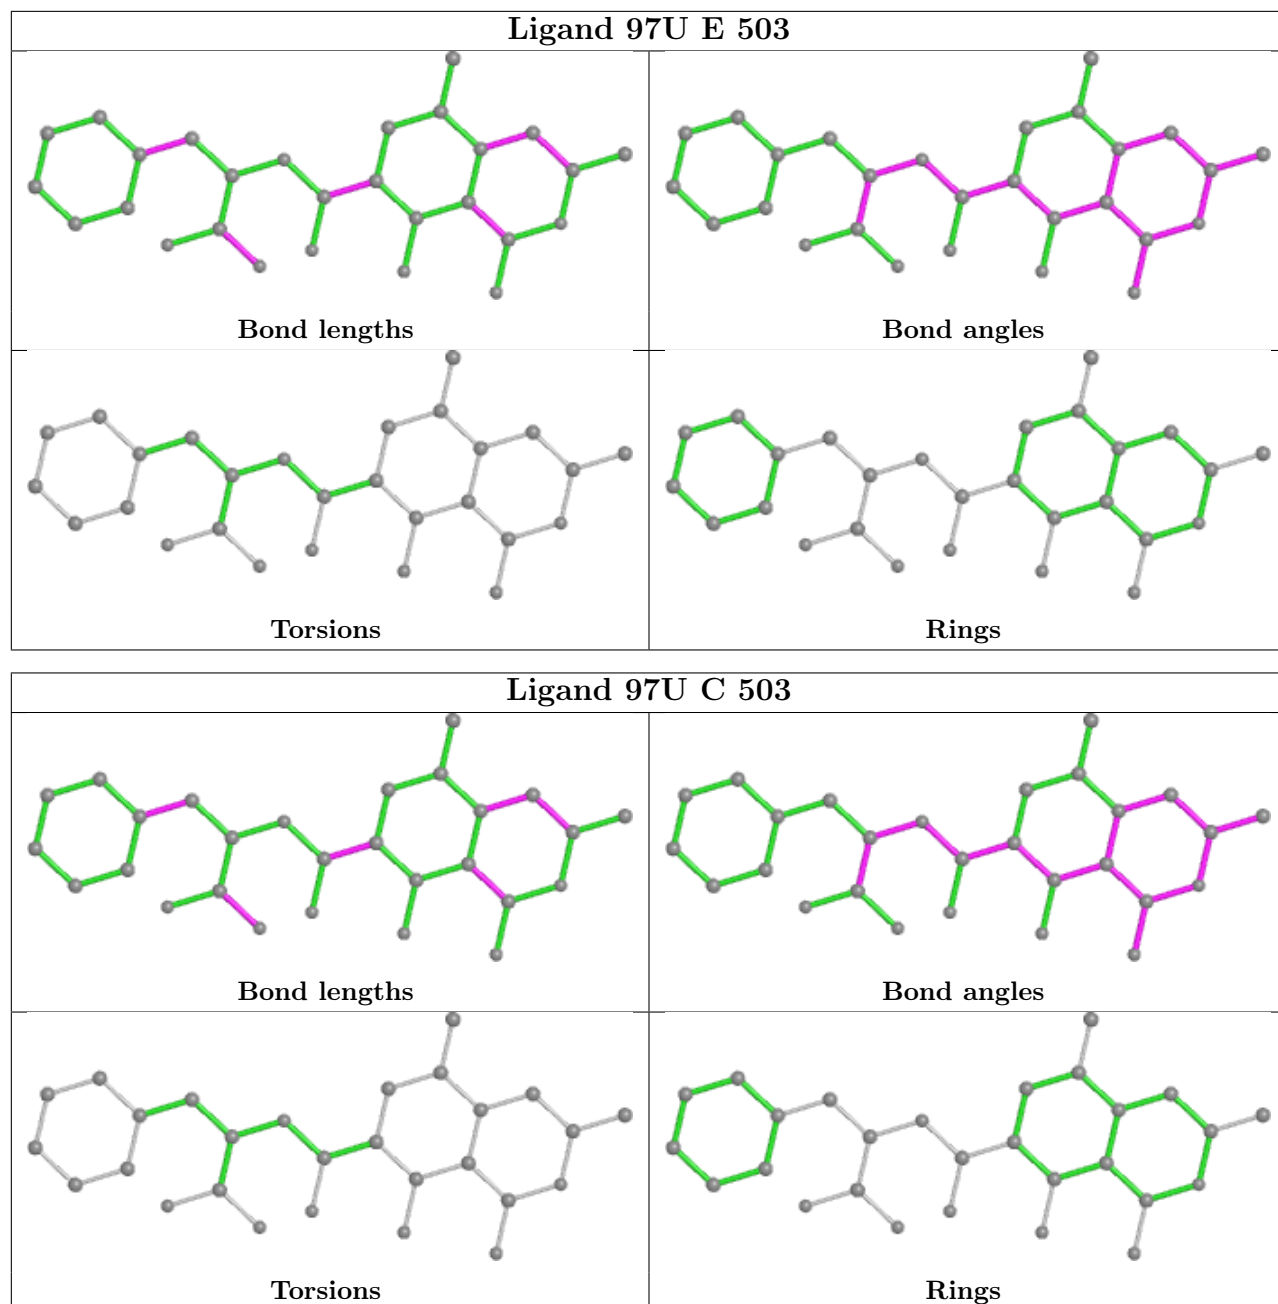 Ligand 97U E 503
Bond lengths
Bond angles
Torsions
Rings
Ligand 97U C 503
Bond lengths
Bond angles
Torsions
Rings